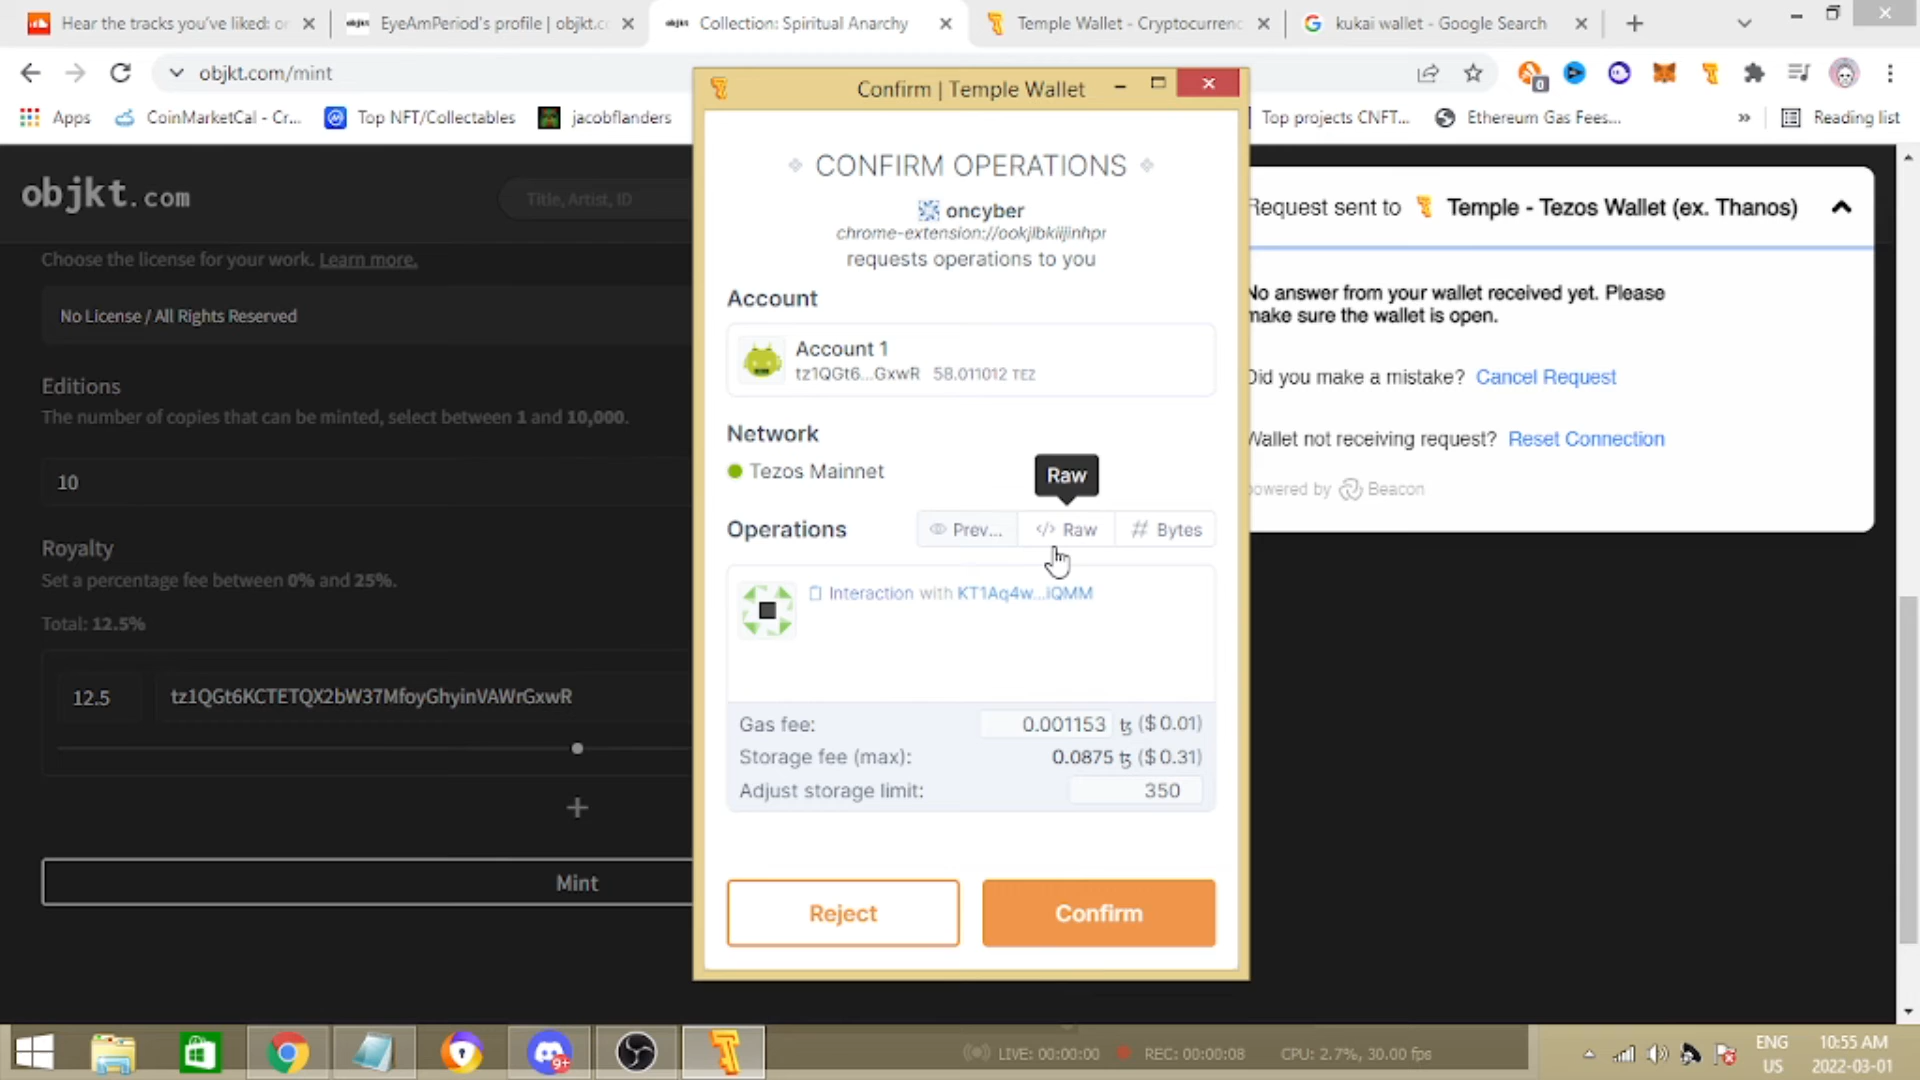 Hear the tracks you've liked: or
objkt EyeAmPeriod's profile | objkt.co
objkt Collection: Spiritual Anarchy
Temple Wallet - Cryptocurrenc
kukai wallet - Google Search
objkt.com/mint
0
Apps
CoinMarketCal - Cr...
Top NFT/Collectables
jacobflanders
Top projects CNFT...
Ethereum Gas Fees...
»
Reading list
objkt.com
Title, Artist, ID
Choose the license for your work. Learn more.
No License / All Rights Reserved
Editions
The number of copies that can be minted, select between 1 and 10,000.
10
Royalty
Set a percentage fee between 0% and 25%.
Total: 12.5%
12.5
tz1QGt6KCTETQX2bW37MfoyGhyinVAWrGxwR
+
Mint
Confirm | Temple Wallet
CONFIRM OPERATIONS
oncyber
chrome-extension://ookjlbkiijinhpr
requests operations to you
Account
Account 1
tz1QGt6...GxwR 58.011012 TEZ
Network
Tezos Mainnet
Raw
Operations
Prev...
</> Raw
# Bytes
Interaction with KT1Aq4w...iQMM
Gas fee: 0.001153 ꜩ ($ 0.01)
Storage fee (max): 0.0875 ꜩ ($ 0.31)
Adjust storage limit: 350
Reject
Confirm
Request sent to Temple - Tezos Wallet (ex. Thanos)
No answer from your wallet received yet. Please
make sure the wallet is open.
Did you make a mistake? Cancel Request
Wallet not receiving request? Reset Connection
powered by Beacon
9+
LIVE: 00:00:00
REC: 00:00:08
CPU: 2.7%, 30.00 fps
ENG
US
10:55 AM
2022-03-01